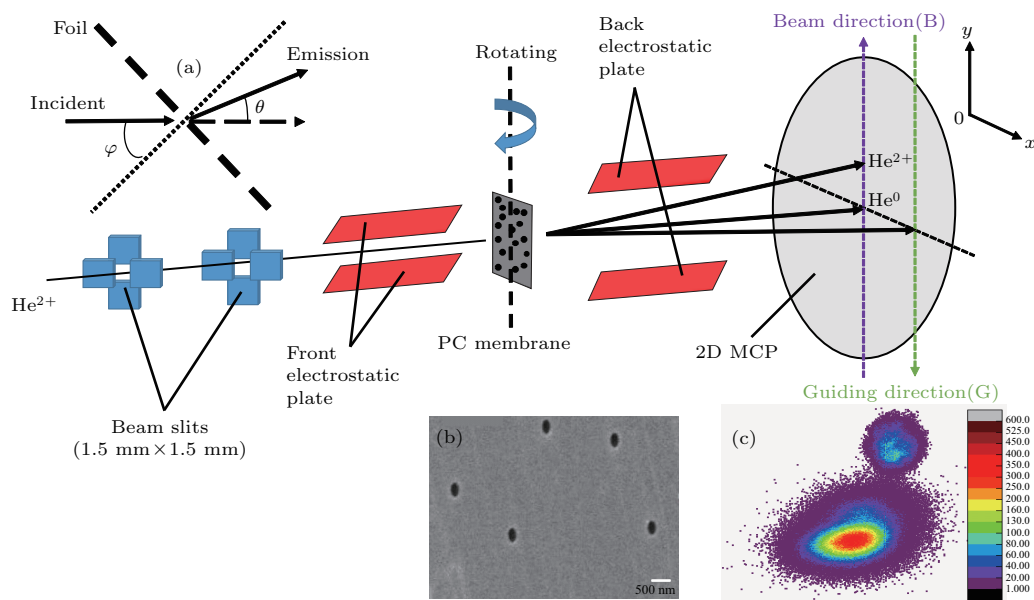 Foil
(a)
Emission
Incident
θ
φ
Rotating
Back
electrostatic
plate
Beam direction(B)
y
0
x
He²⁺
He⁰
He²⁺
Front
electrostatic
plate
PC membrane
2D MCP
Beam slits
(1.5 mm×1.5 mm)
Guiding direction(G)
(b)
500 nm
(c)
600.0
525.0
450.0
400.0
350.0
300.0
250.0
200.0
160.0
130.0
100.0
80.00
60.00
40.00
20.00
1.000